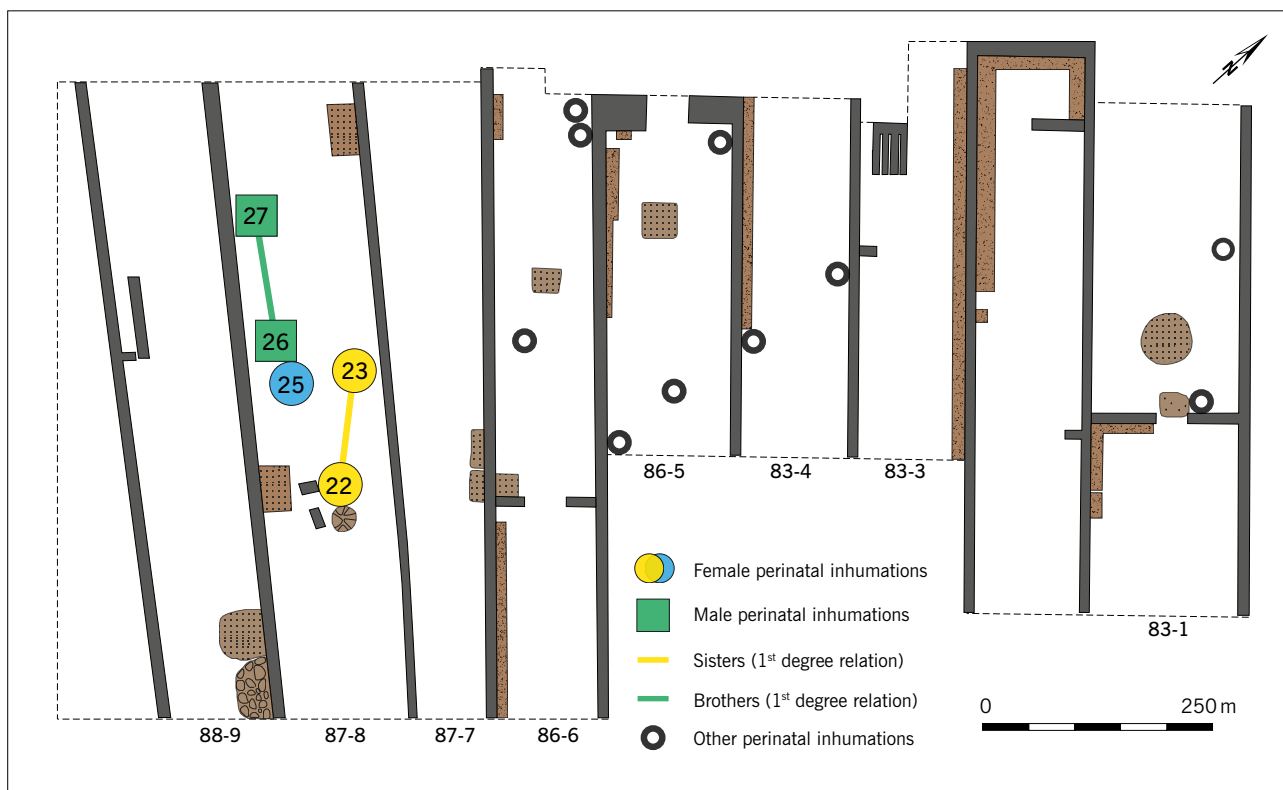 N
27
26
25
23
22
86-5
83-4
83-3
83-1
88-9
87-8
87-7
86-6
Female perinatal inhumations
Male perinatal inhumations
Sisters (1st degree relation)
Brothers (1st degree relation)
Other perinatal inhumations
0 250 m